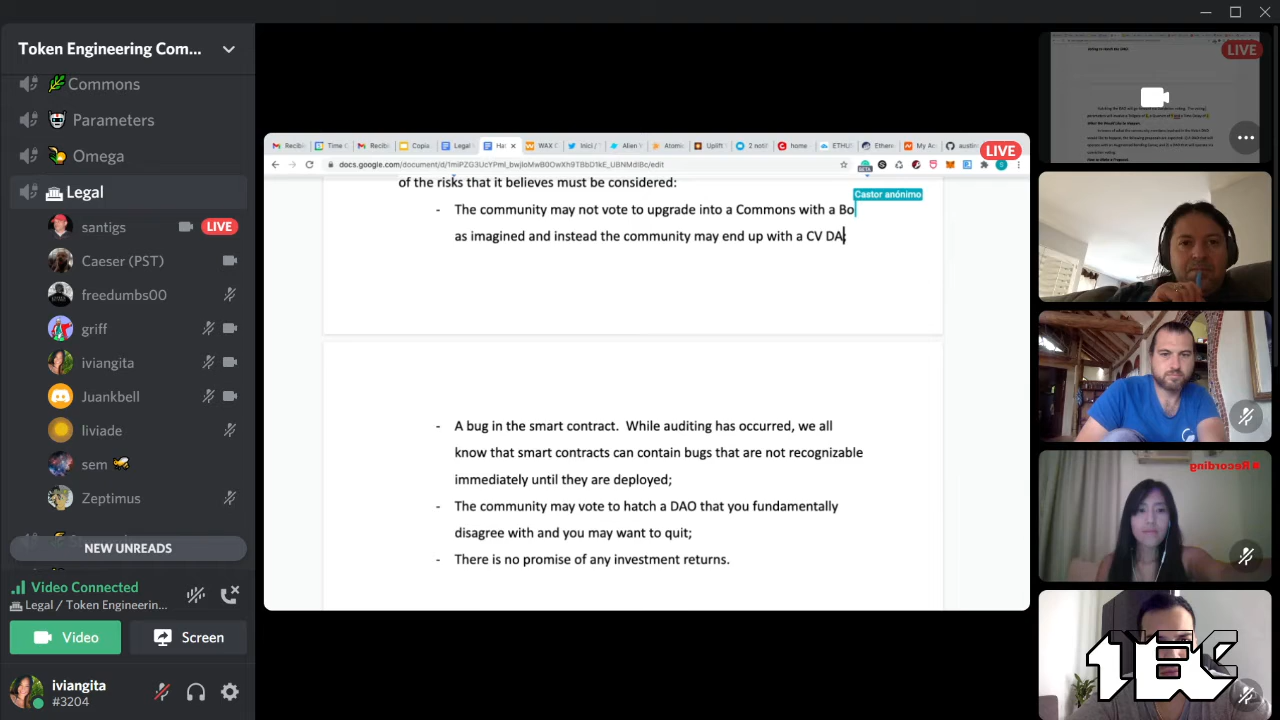 Token Engineering Com...
Commons
Parameters
Omega
Legal
santigs
LIVE
Caeser (PST)
freedumbs00
griff
iviangita
Juankbell
liviade
sem
Zeptimus
NEW UNREADS
Video Connected
Legal / Token Engineerin...
Video
Screen
iviangita
#3204
docs.google.com/document/d/
LIVE
of the risks that it believes must be considered:
Castor anónimo
- The community may not vote to upgrade into a Commons with a Bo
as imagined and instead the community may end up with a CV DA;
- A bug in the smart contract. While auditing has occurred, we all
know that smart contracts can contain bugs that are not recognizable
immediately until they are deployed;
- The community may vote to hatch a DAO that you fundamentally
disagree with and you may want to quit;
- There is no promise of any investment returns.
LIVE
Recording
TEC